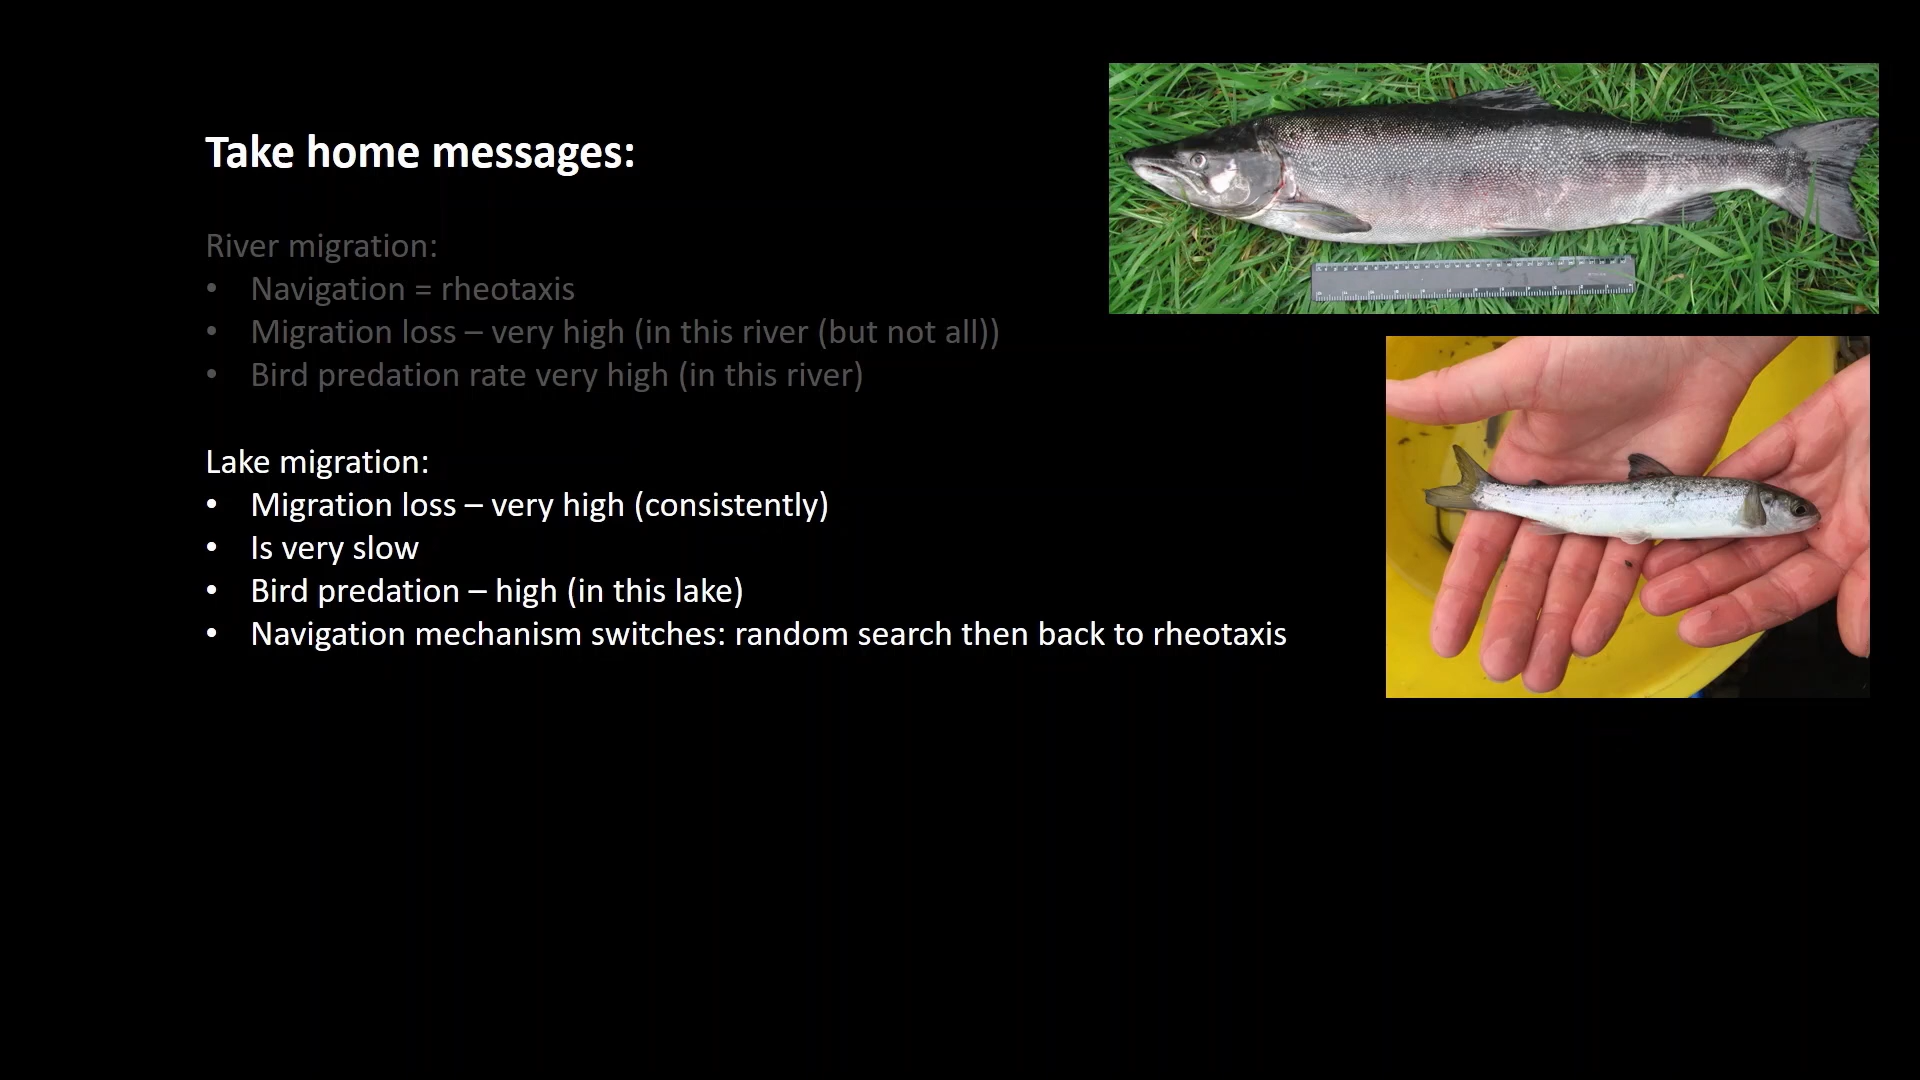 Take home messages:
River migration:
• Navigation = rheotaxis
• Migration loss – very high (in this river (but not all))
• Bird predation rate very high (in this river)
Lake migration:
• Migration loss – very high (consistently)
• Is very slow
• Bird predation – high (in this lake)
• Navigation mechanism switches: random search then back to rheotaxis